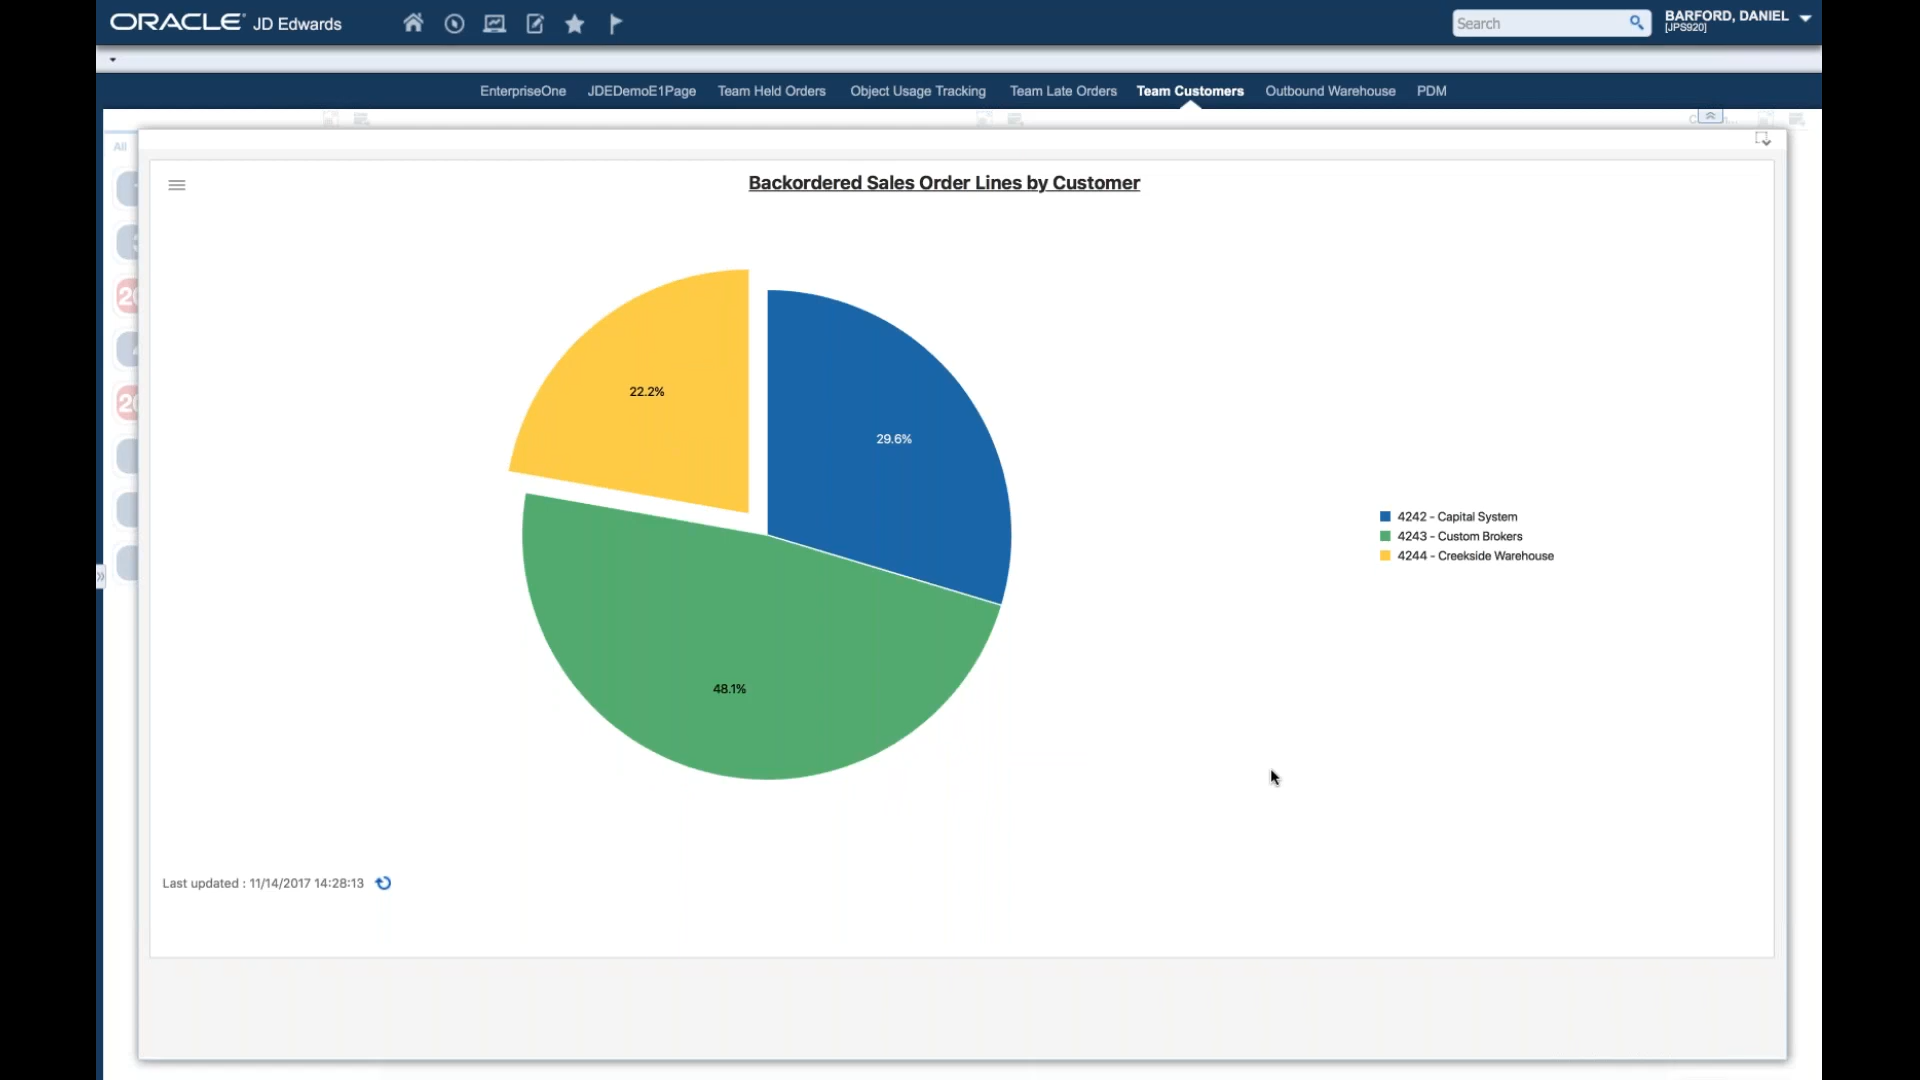 ORACLE JD Edwards
Search
BARFORD, DANIEL
[JPS920]
EnterpriseOne JDEDemoE1Page Team Held Orders Object Usage Tracking Team Late Orders Team Customers Outbound Warehouse PDM
All
Backordered Sales Order Lines by Customer
22.2%
29.6%
48.1%
4242 - Capital System
4243 - Custom Brokers
4244 - Creekside Warehouse
Last updated : 11/14/2017 14:28:13